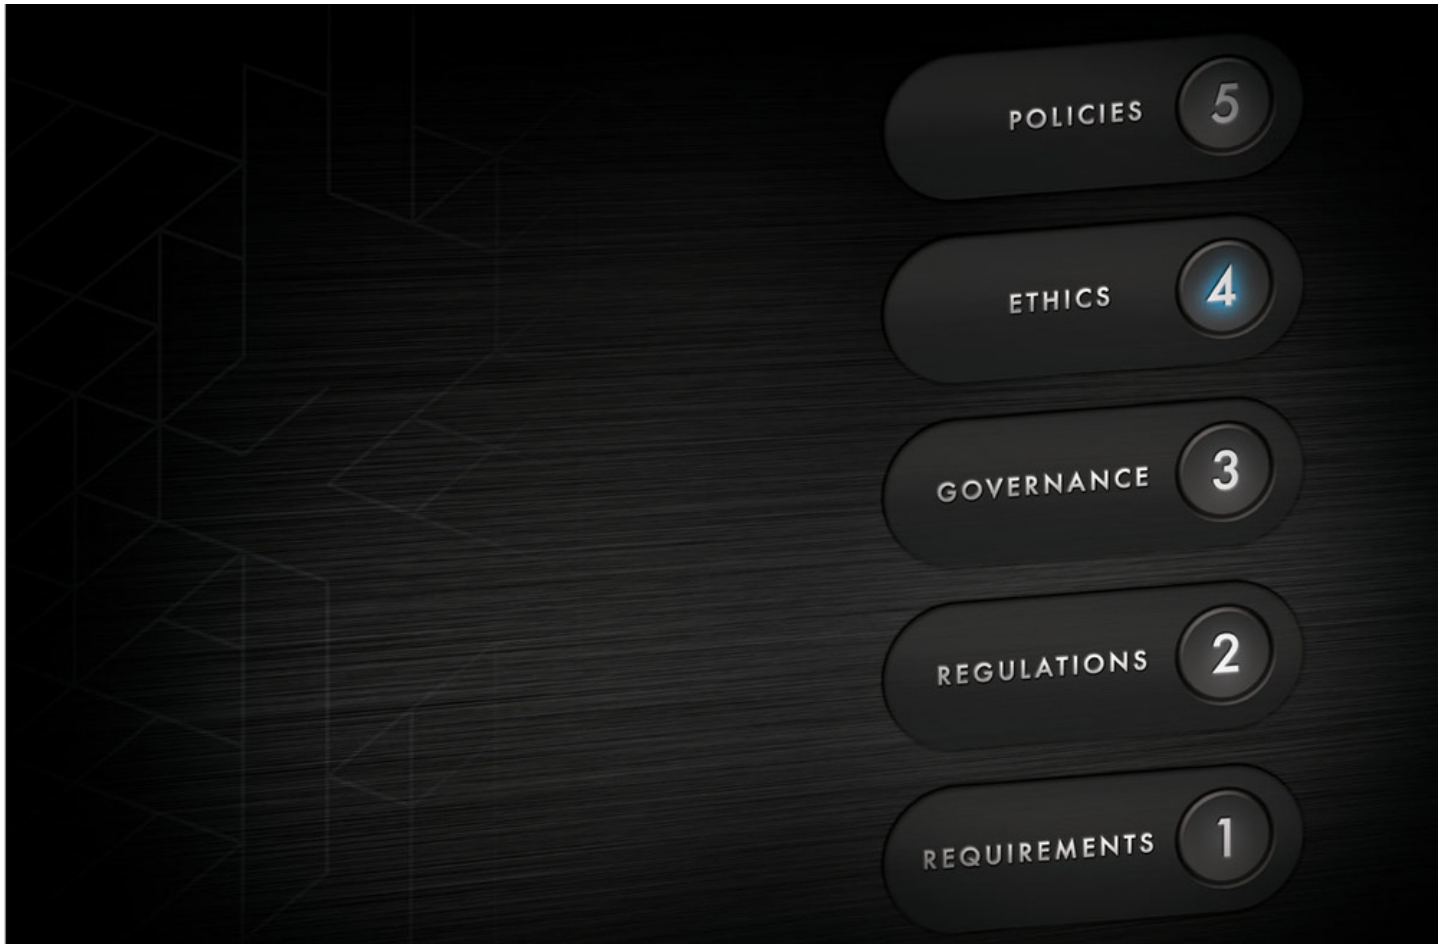 POLICIES 5
ETHICS 4
GOVERNANCE 3
REGULATIONS 2
REQUIREMENTS 1